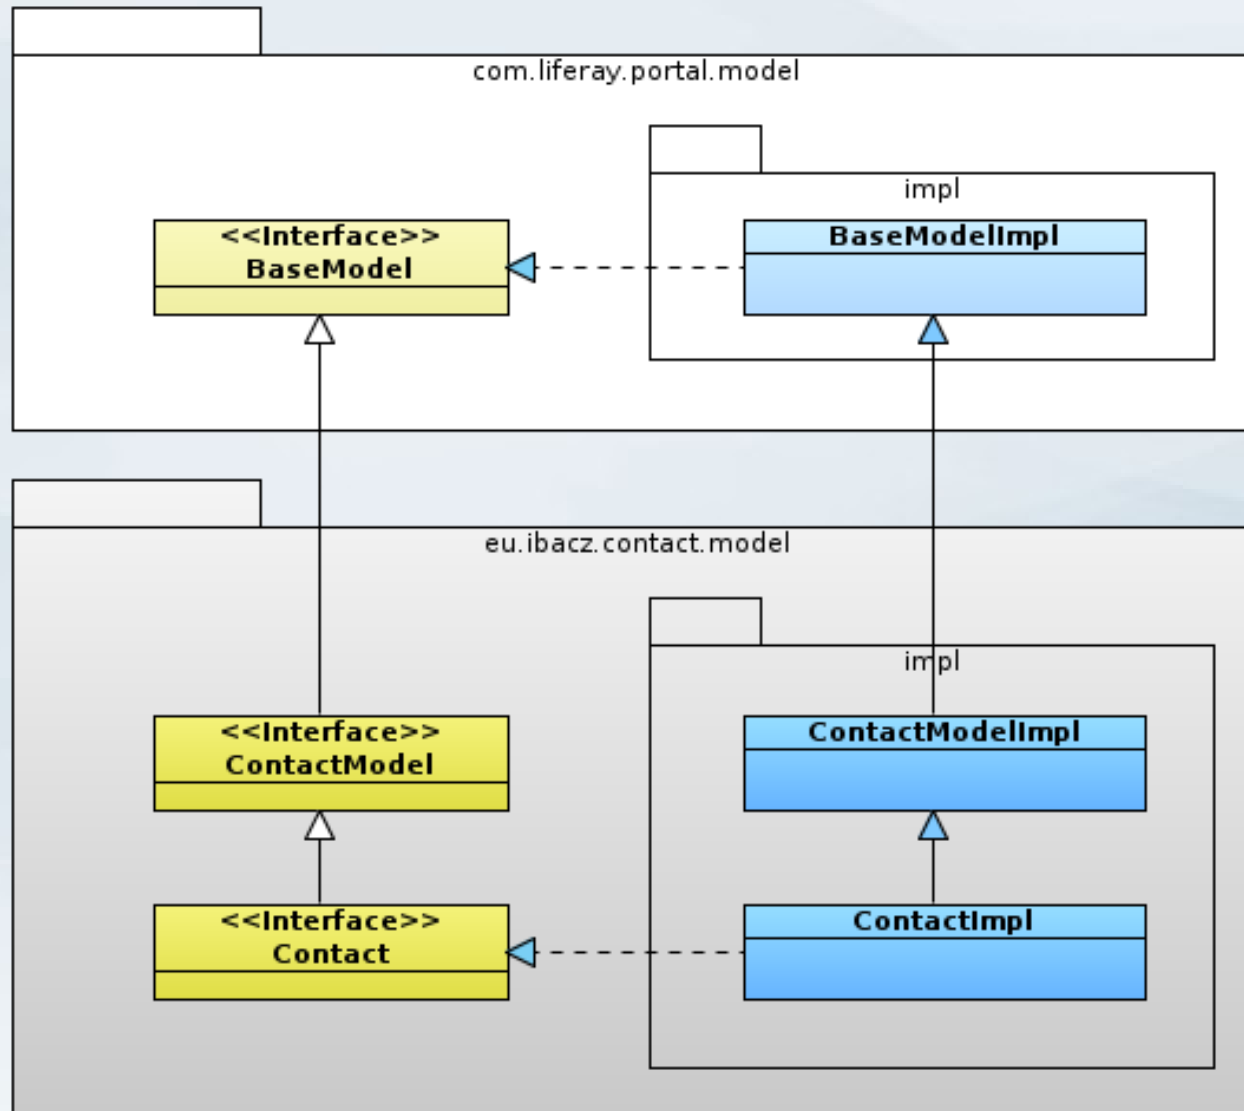 com.liferay.portal.model
impl
<<Interface>>
BaseModel
BaseModelImpl
eu.ibacz.contact.model
impl
<<Interface>>
ContactModel
ContactModelImpl
<<Interface>>
Contact
ContactImpl